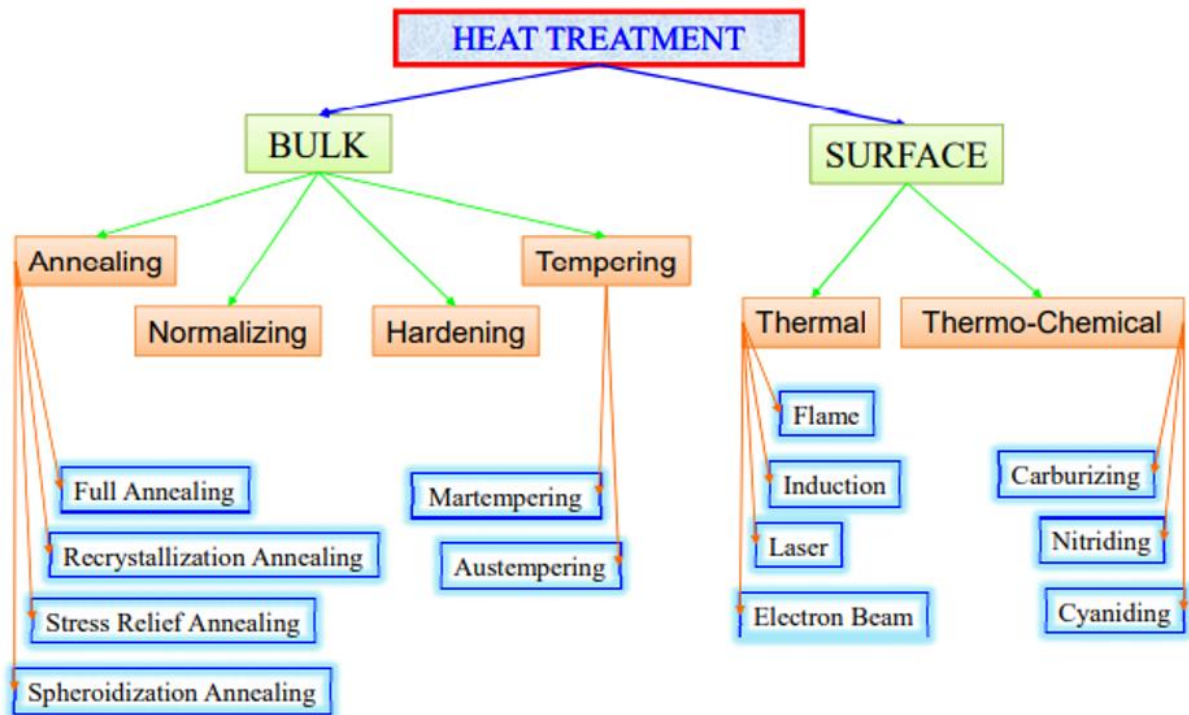 HEAT TREATMENT
BULK
SURFACE
Annealing
Tempering
Normalizing
Hardening
Thermal
Thermo-Chemical
Flame
Full Annealing
Martempering
Induction
Carburizing
Recrystallization Annealing
Austempering
Laser
Nitriding
Stress Relief Annealing
Electron Beam
Cyaniding
Spheroidization Annealing